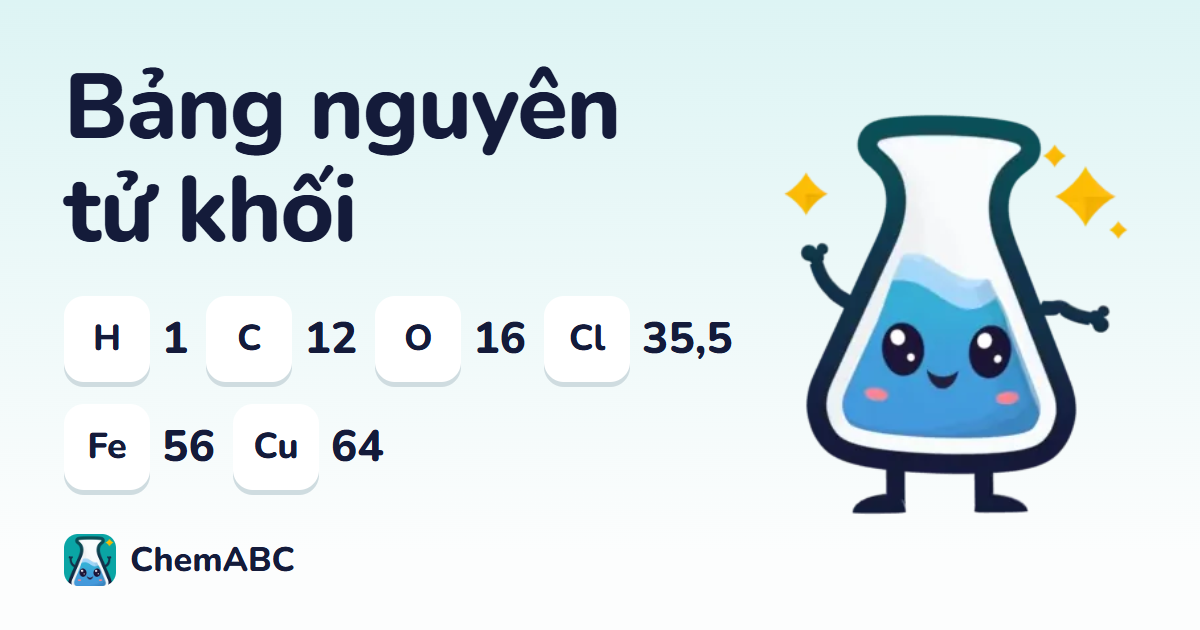 Bảng nguyên
tử khối
H 1 C 12 O 16 Cl 35,5
Fe 56 Cu 64
ChemABC